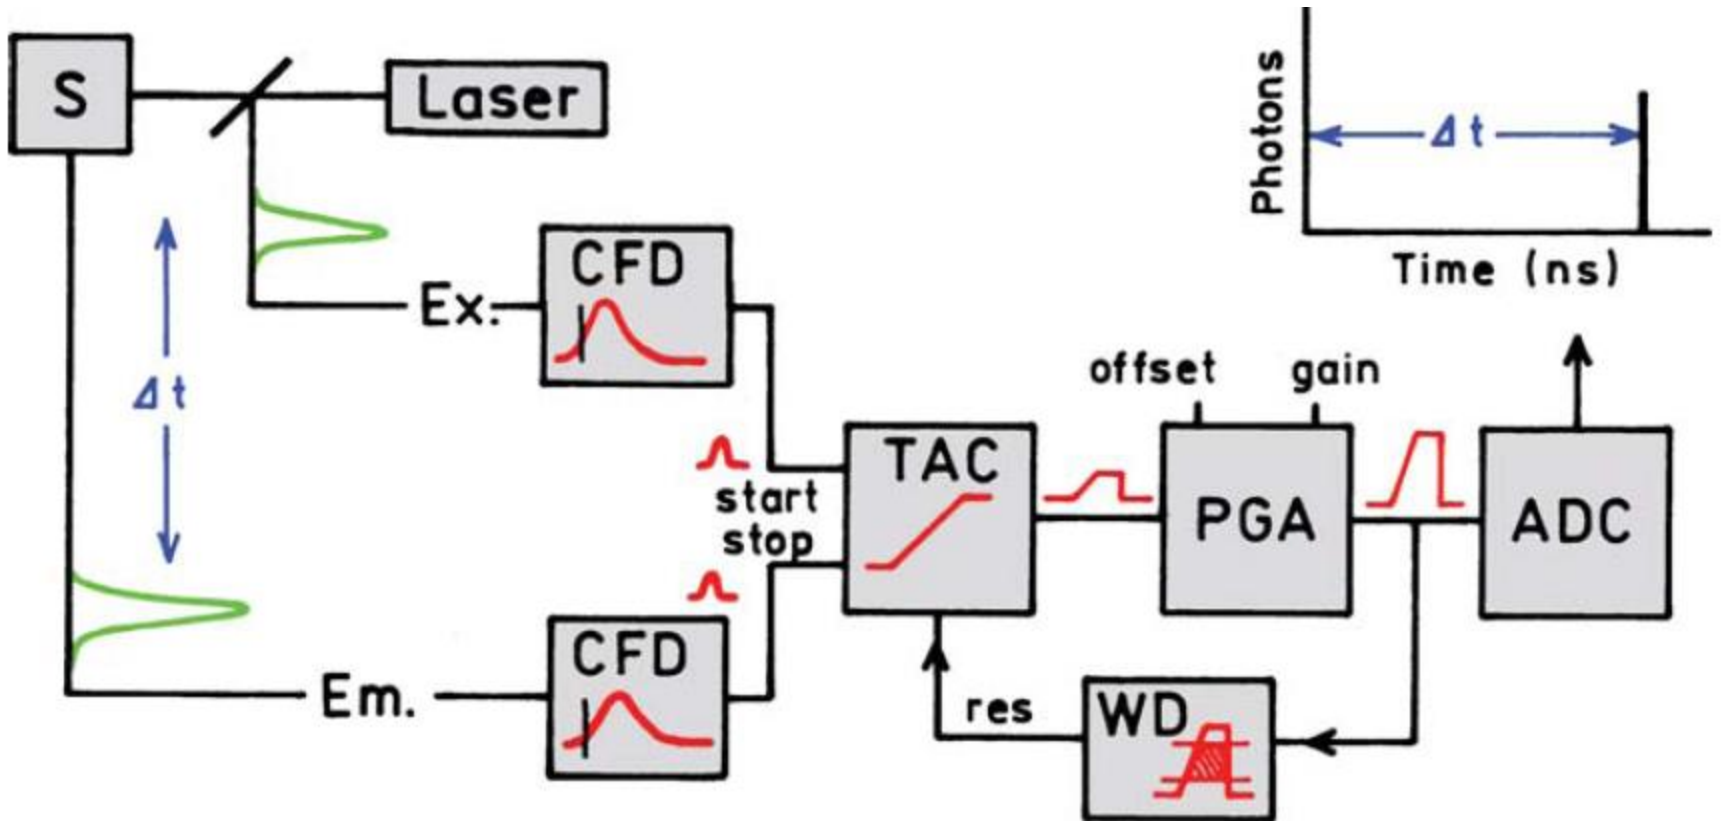 S
Laser
Photons
Δt
Time (ns)
CFD
Ex.
Δt
offset
gain
TAC
start
stop
PGA
ADC
CFD
Em.
res
WD